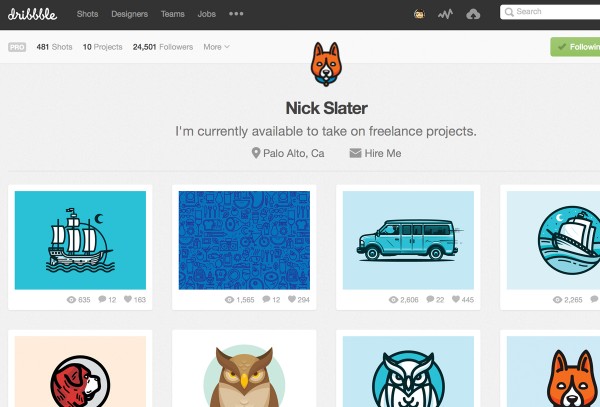 dribbble Shots Designers Teams Jobs Search
PRO 481 Shots 10 Projects 24,501 Followers More Followin
Nick Slater
I'm currently available to take on freelance projects.
Palo Alto, Ca Hire Me
635 12 163
1,565 12 294
2,806 22 445
2,265